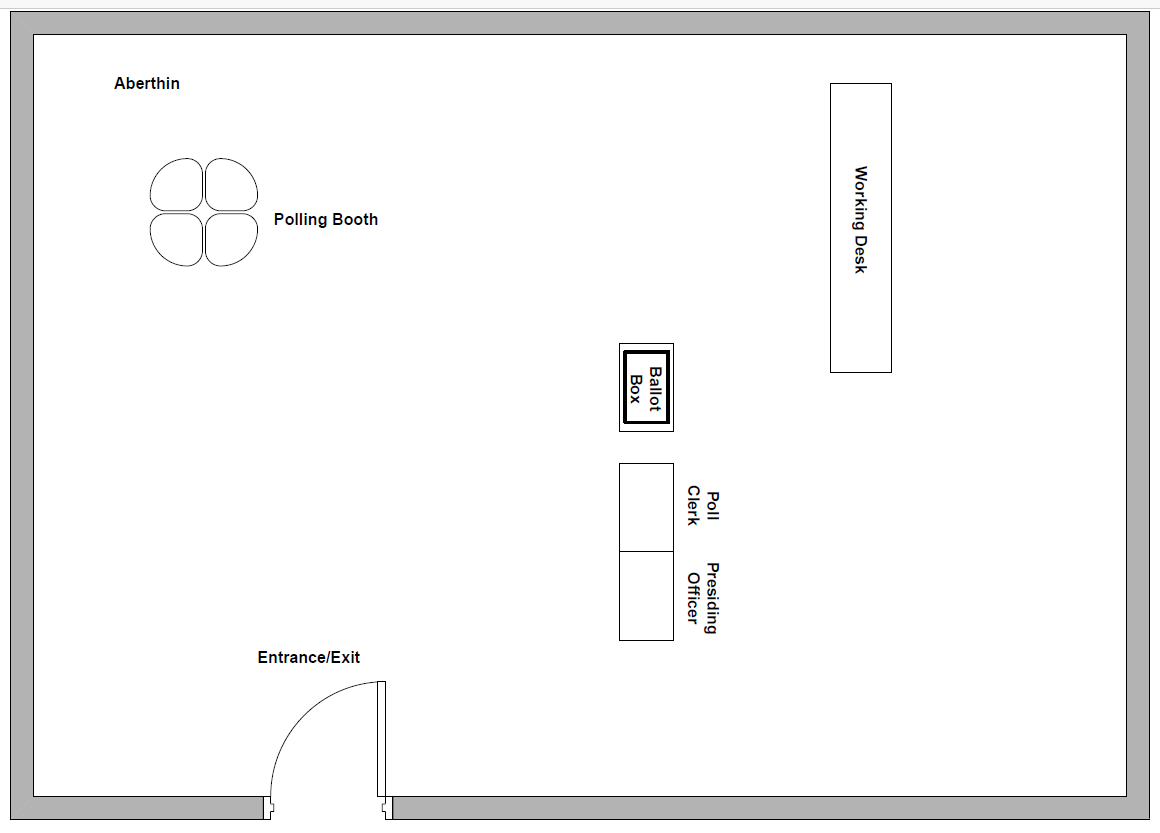 Aberthin
Polling Booth
Working Desk
Ballot
Box
Poll
Clerk
Presiding
Officer
Entrance/Exit